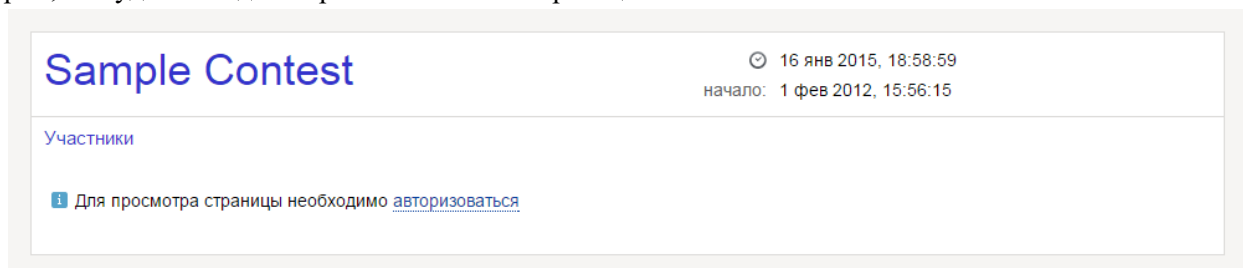 Sample Contest
16 янв 2015, 18:58:59
начало: 1 фев 2012, 15:56:15
Участники
Для просмотра страницы необходимо авторизоваться